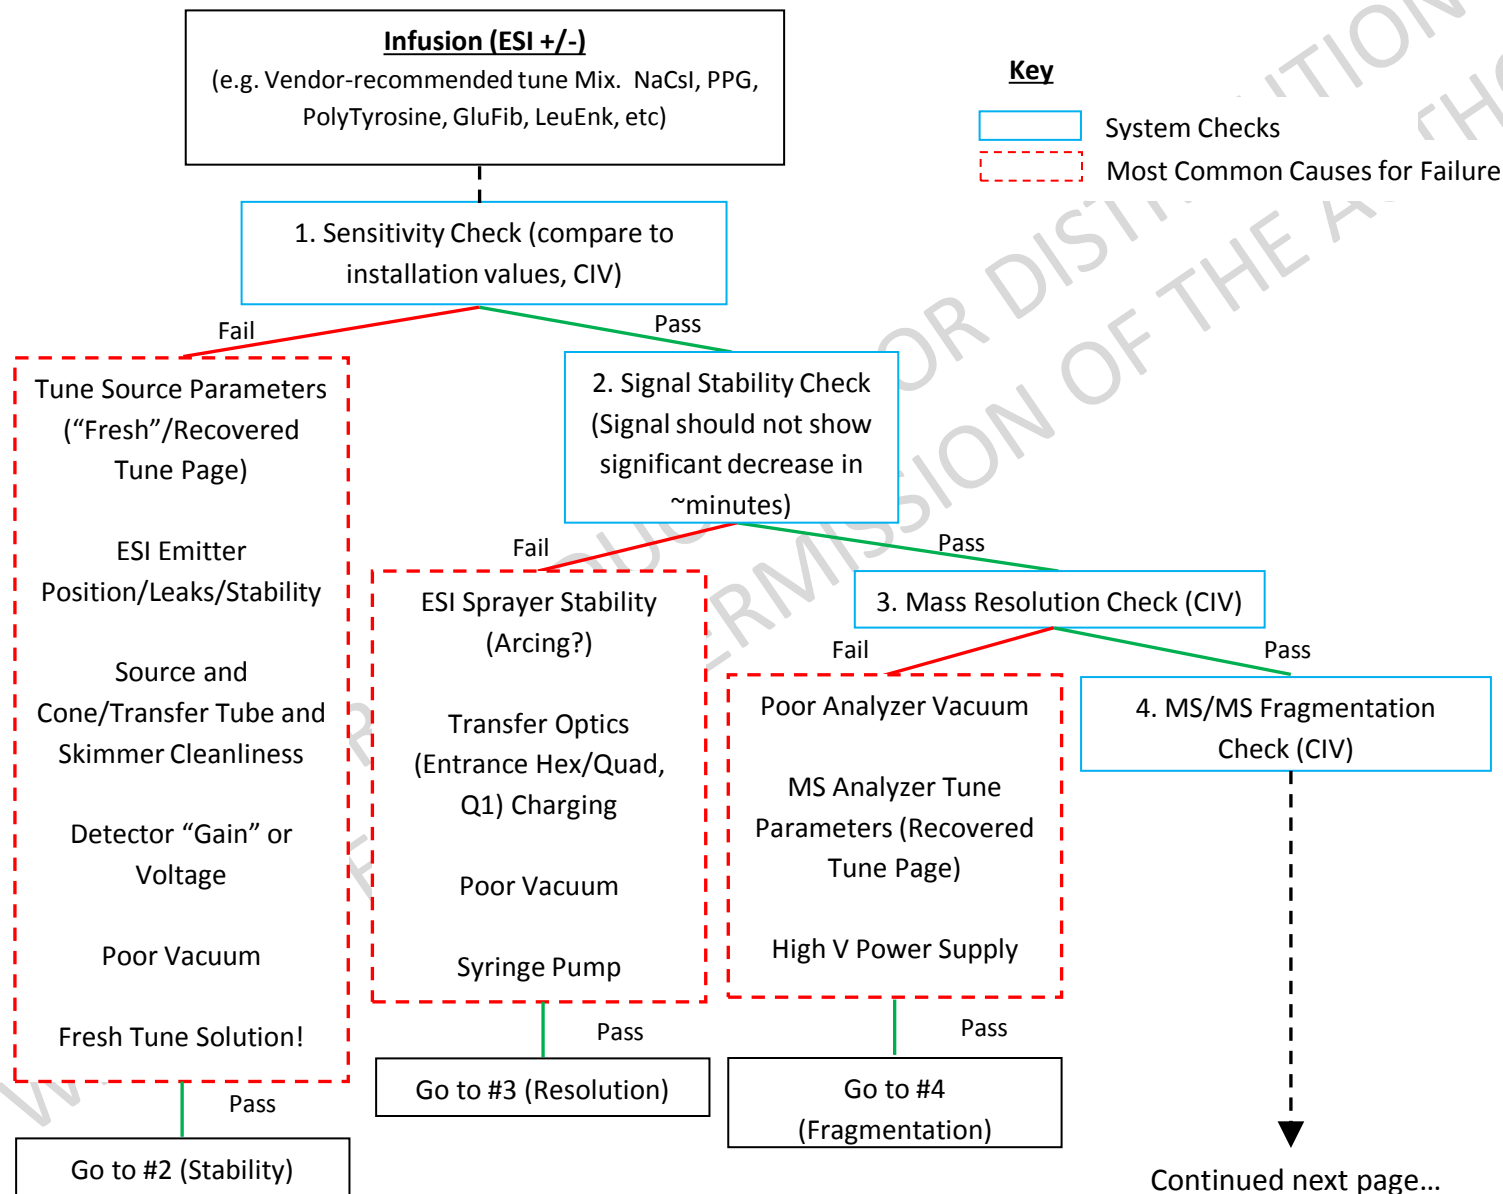 Infusion (ESI +/-)
(e.g. Vendor-recommended tune Mix.  NaCsI, PPG,
PolyTyrosine, GluFib, LeuEnk, etc)
Key
System Checks
Most Common Causes for Failure
1. Sensitivity Check (compare to
installation values, CIV)
Fail
Pass
Tune Source Parameters
(“Fresh”/Recovered
Tune Page)
ESI Emitter
Position/Leaks/Stability
Source and
Cone/Transfer Tube and
Skimmer Cleanliness
Detector “Gain” or
Voltage
Poor Vacuum
Fresh Tune Solution!
Pass
Go to #2 (Stability)
2. Signal Stability Check
(Signal should not show
significant decrease in
~minutes)
Fail
Pass
ESI Sprayer Stability
(Arcing?)
Transfer Optics
(Entrance Hex/Quad,
Q1) Charging
Poor Vacuum
Syringe Pump
Pass
Go to #3 (Resolution)
3. Mass Resolution Check (CIV)
Fail
Pass
Poor Analyzer Vacuum
MS Analyzer Tune
Parameters (Recovered
Tune Page)
High V Power Supply
Pass
Go to #4
(Fragmentation)
4. MS/MS Fragmentation
Check (CIV)
Continued next page…
OR DIST
OF THE